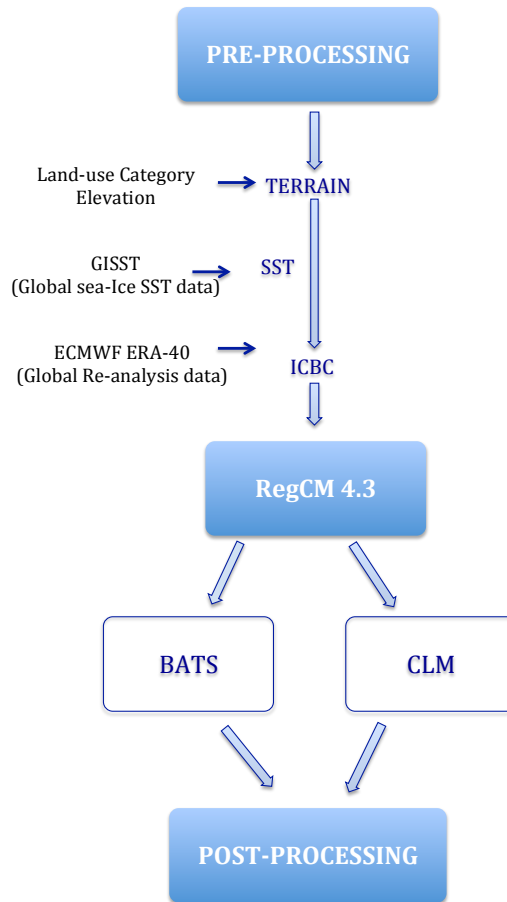 PRE-PROCESSING
Land-use Category
Elevation
TERRAIN
GISST
(Global sea-Ice SST data)
SST
ECMWF ERA-40
(Global Re-analysis data)
ICBC
RegCM 4.3
BATS
CLM
POST-PROCESSING